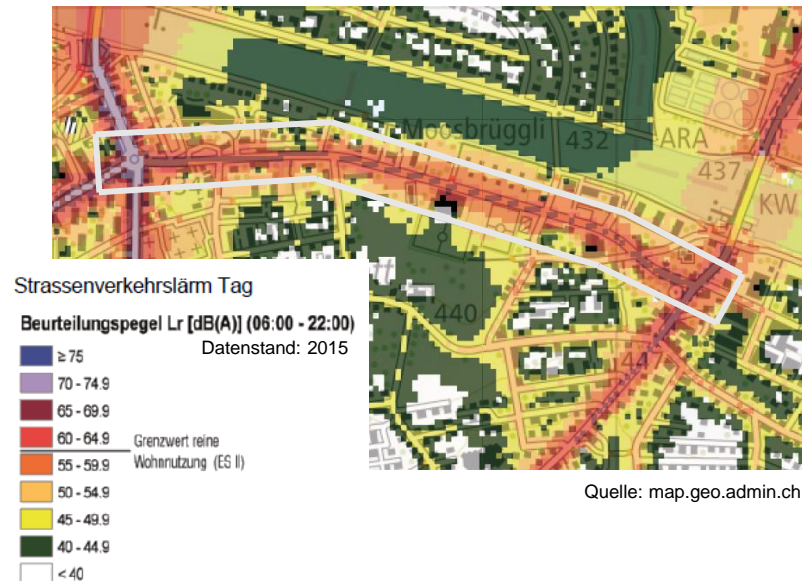 Moosbrüggli 432 ARA
437
KW
440
44
Strassenverkehrslärm Tag
Beurteilungspegel Lr [dB(A)] (06:00 - 22:00)
Datenstand: 2015
≥ 75
70 - 74.9
65 - 69.9
60 - 64.9
Grenzwert reine
Wohnnutzung (ES II)
55 - 59.9
50 - 54.9
45 - 49.9
40 - 44.9
< 40
Quelle: map.geo.admin.ch